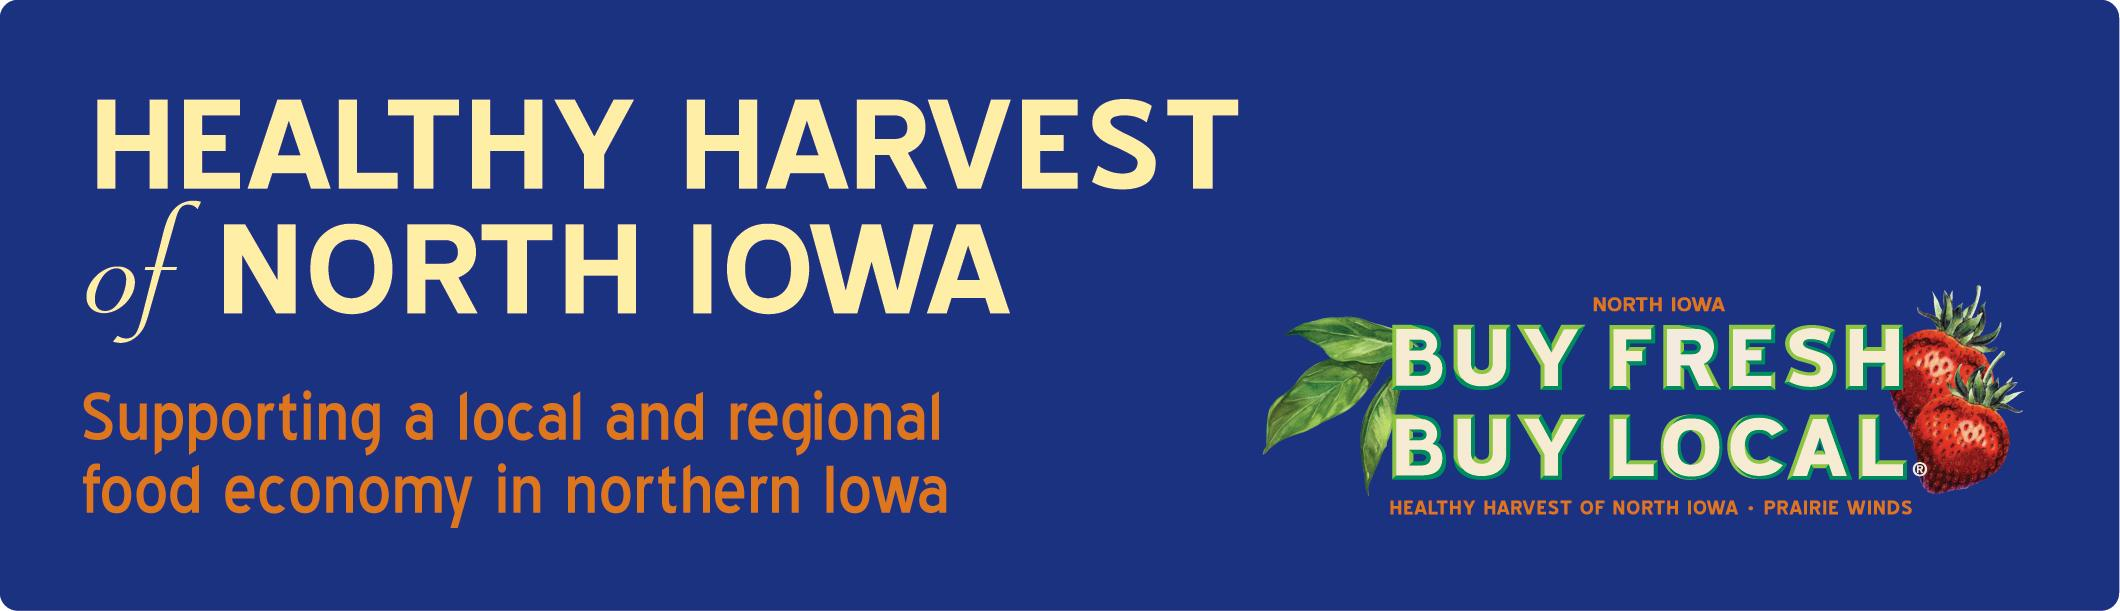 HEALTHY HARVEST
of NORTH IOWA
Supporting a local and regional
food economy in northern Iowa
NORTH IOWA
BUY FRESH
BUY LOCAL®
HEALTHY HARVEST OF NORTH IOWA • PRAIRIE WINDS